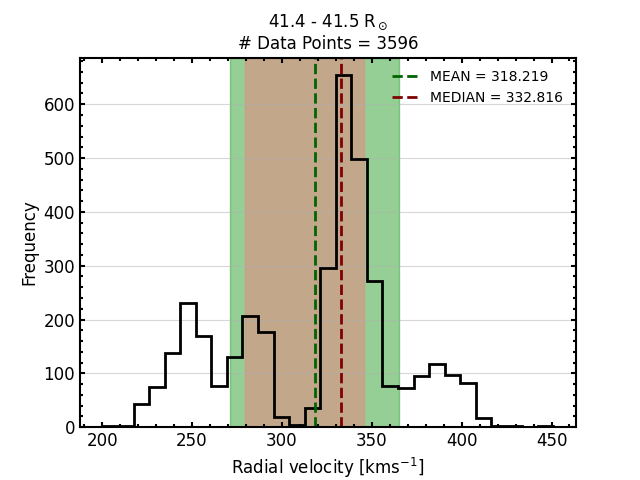 41.4 - 41.5 R⊙
# Data Points = 3596
MEAN = 318.219
MEDIAN = 332.816
Frequency
600
500
400
300
200
100
0
200 250 300 350 400 450
Radial velocity [kms⁻¹]